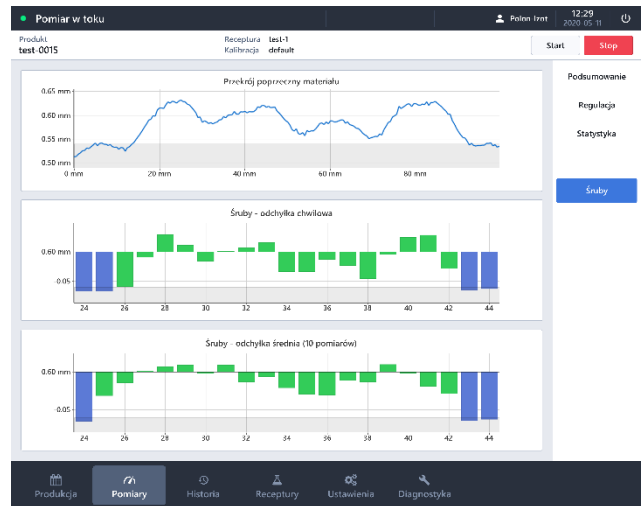 Pomiar w toku
Polon Izot
12:29
2020-05-11
Produkt
test-0015
Receptura test-1
Kalibracja default
Start
Stop
Przekrój poprzeczny materiału
0.65 mm
0.60 mm
0.55 mm
0.50 mm
0 mm 20 mm 40 mm 60 mm 80 mm
Śruby - odchyłka chwilowa
0.60 mm
-0.05
24 26 28 30 32 34 36 38 40 42 44
Śruby - odchyłka średnia (10 pomiarów)
0.60 mm
-0.05
24 26 28 30 32 34 36 38 40 42 44
Podsumowanie
Regulacja
Statystyka
Śruby
Produkcja
Pomiary
Historia
Receptury
Ustawienia
Diagnostyka